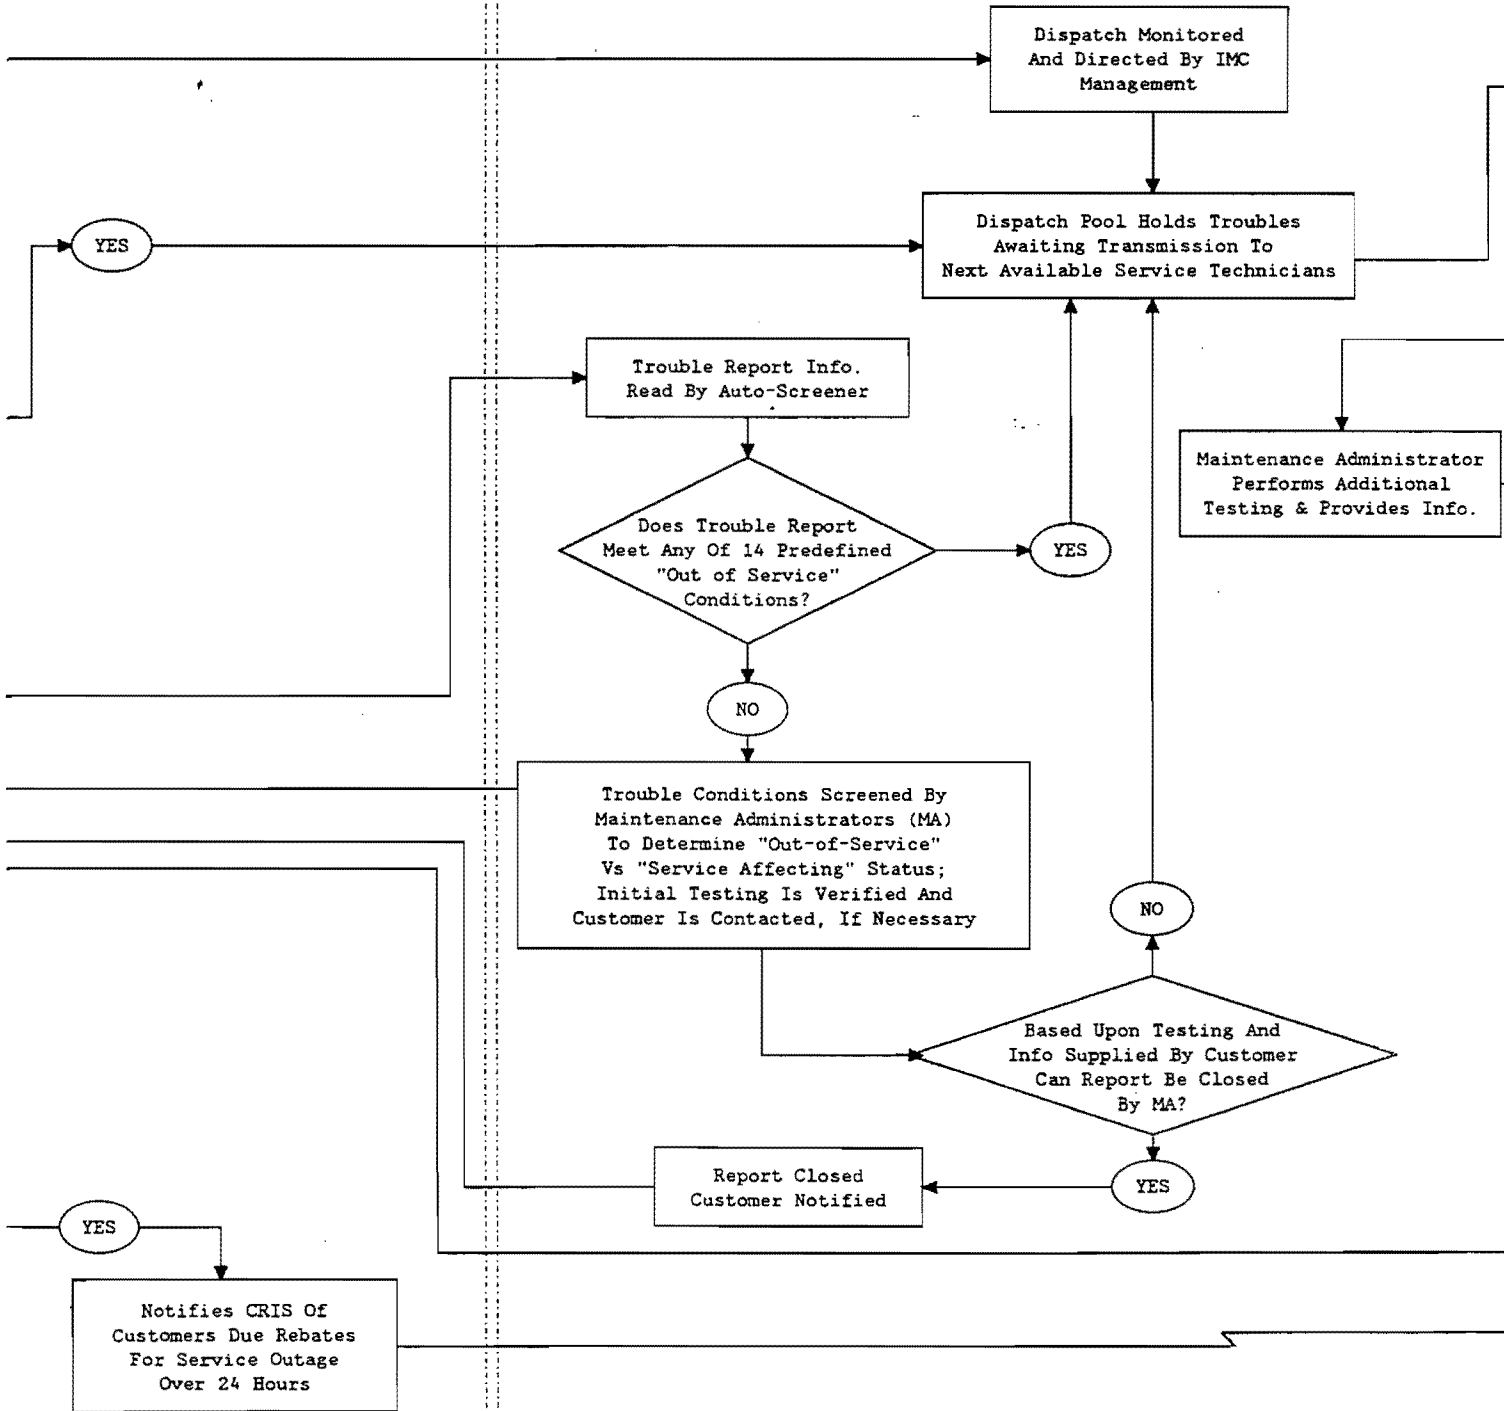 Dispatch Monitored
And Directed By IMC
Management
YES
Dispatch Pool Holds Troubles
Awaiting Transmission To
Next Available Service Technicians
Trouble Report Info.
Read By Auto-Screener
Maintenance Administrator
Performs Additional
Testing & Provides Info.
Does Trouble Report
Meet Any Of 14 Predefined
"Out of Service"
Conditions?
YES
NO
Trouble Conditions Screened By
Maintenance Administrators (MA)
To Determine "Out-of-Service"
Vs "Service Affecting" Status;
Initial Testing Is Verified And
Customer Is Contacted, If Necessary
NO
Based Upon Testing And
Info Supplied By Customer
Can Report Be Closed
By MA?
Report Closed
Customer Notified
YES
YES
Notifies CRIS Of
Customers Due Rebates
For Service Outage
Over 24 Hours